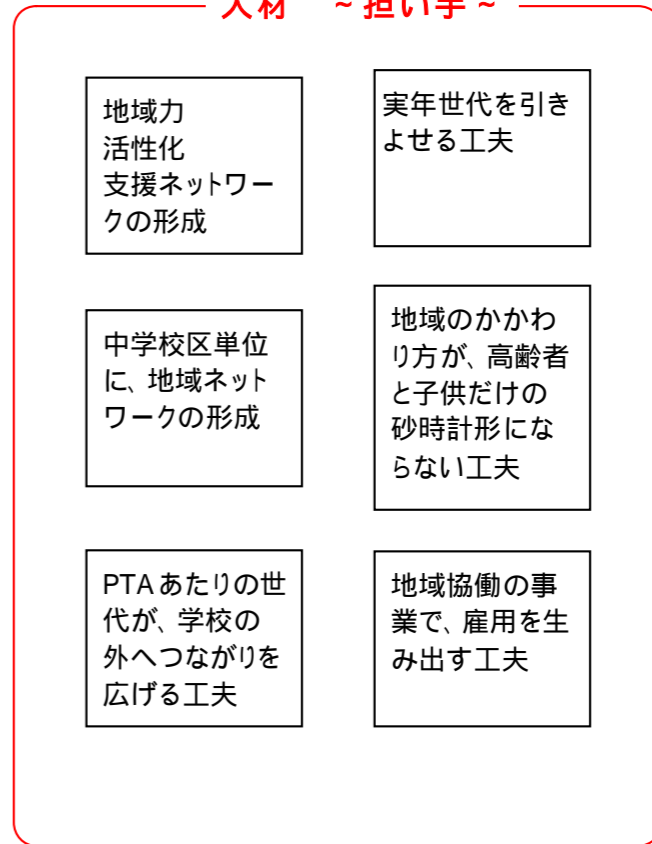 人材 ~担い手~
地域力
活性化
支援ネットワー
クの形成
実年世代を引き
よせる工夫
中学校区単位
に、地域ネット
ワークの形成
地域のかかわ
り方が、高齢者
と子供だけの
砂時計形にな
らない工夫
PTAあたりの世
代が、学校の
外へつながりを
広げる工夫
地域協働の事
業で、雇用を生
み出す工夫